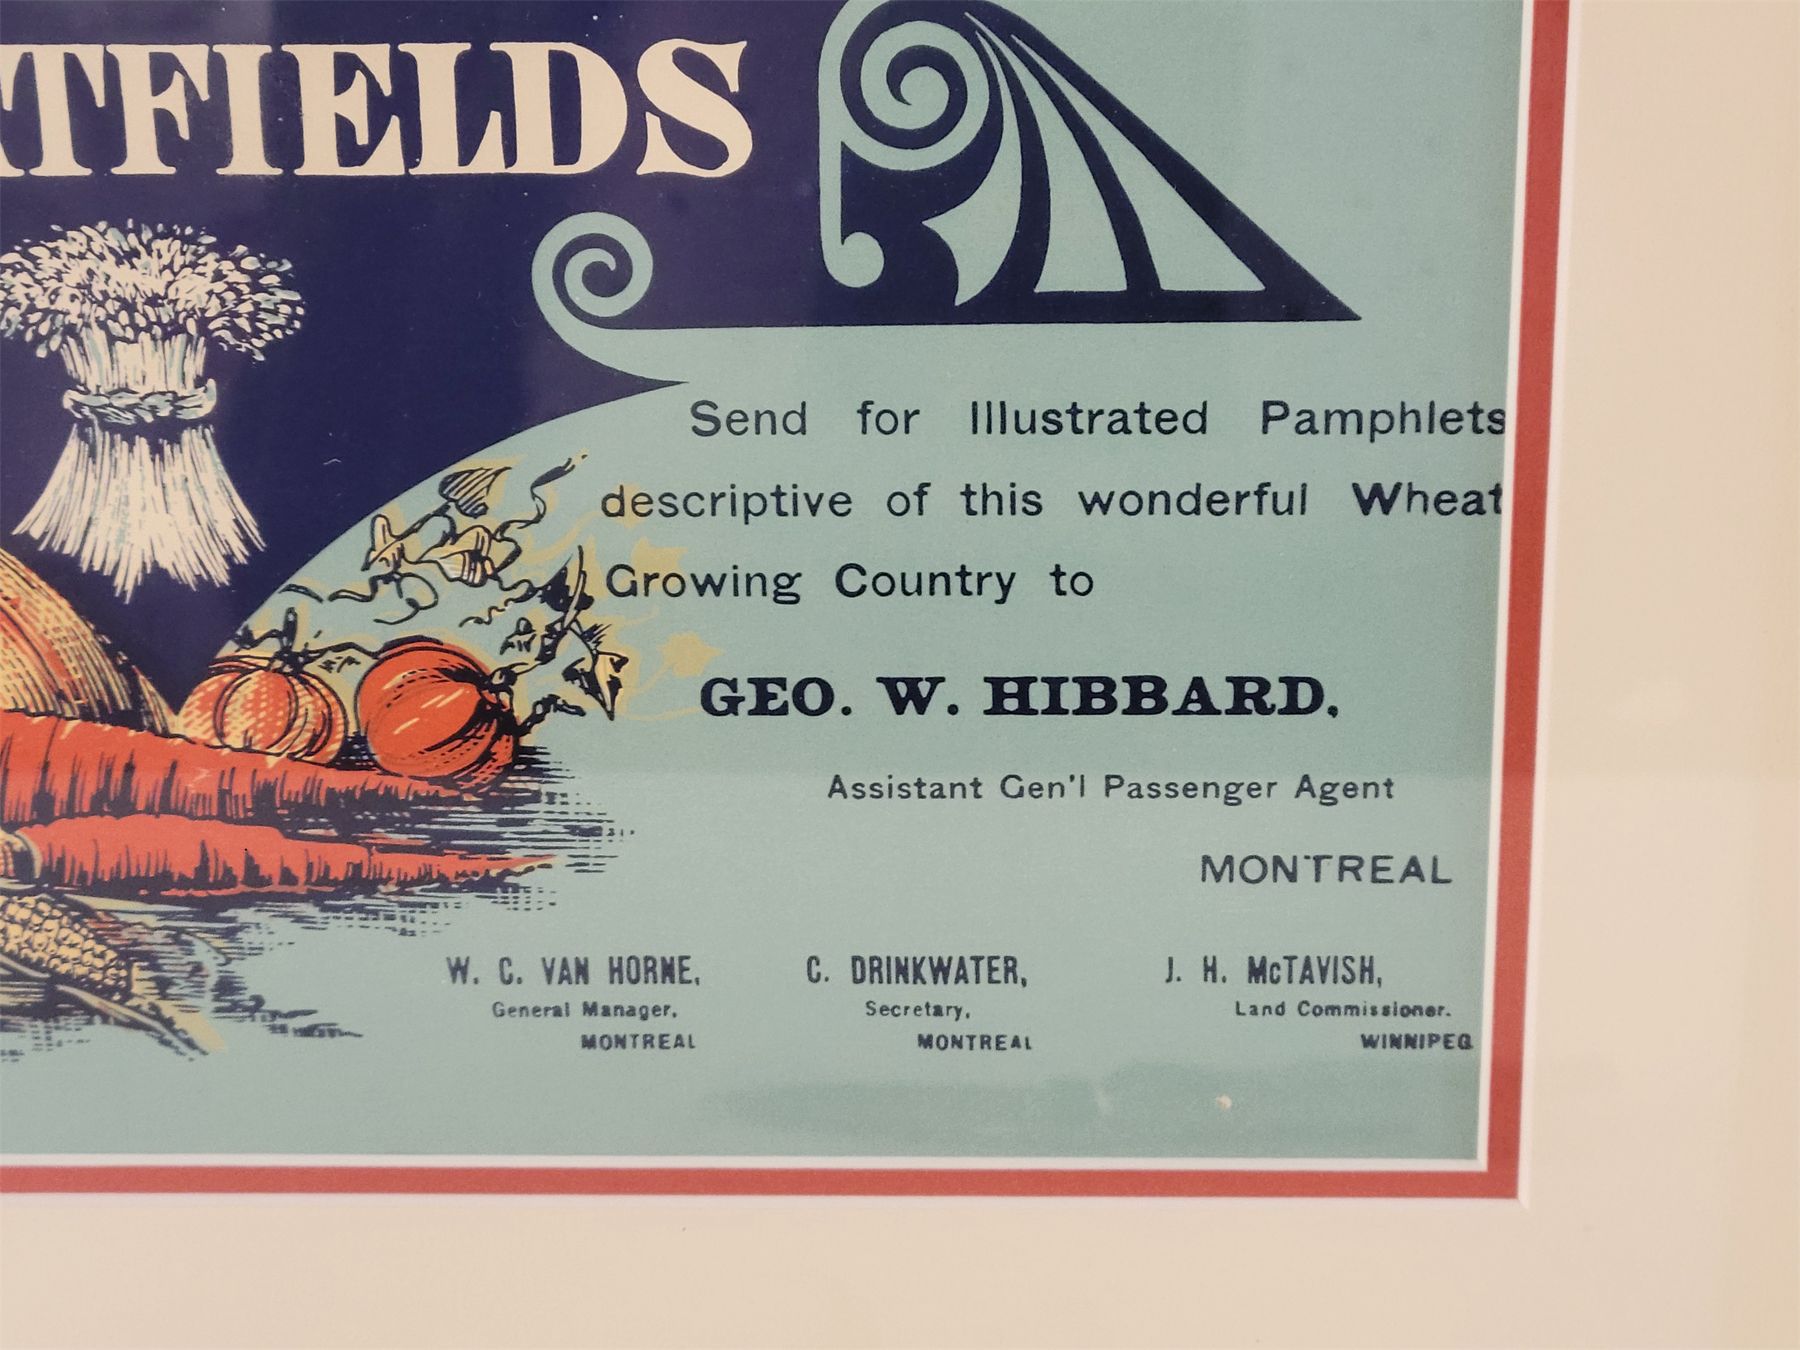 TFIELDS
Send for Illustrated Pamphlets
descriptive of this wonderful Wheat
Growing Country to
GEO. W. HIBBARD,
Assistant Gen'l Passenger Agent
MONTREAL
W. C. VAN HORNE,
General Manager,
MONTREAL
C. DRINKWATER,
Secretary,
MONTREAL
J. H. McTAVISH,
Land Commissioner.
WINNIPEG